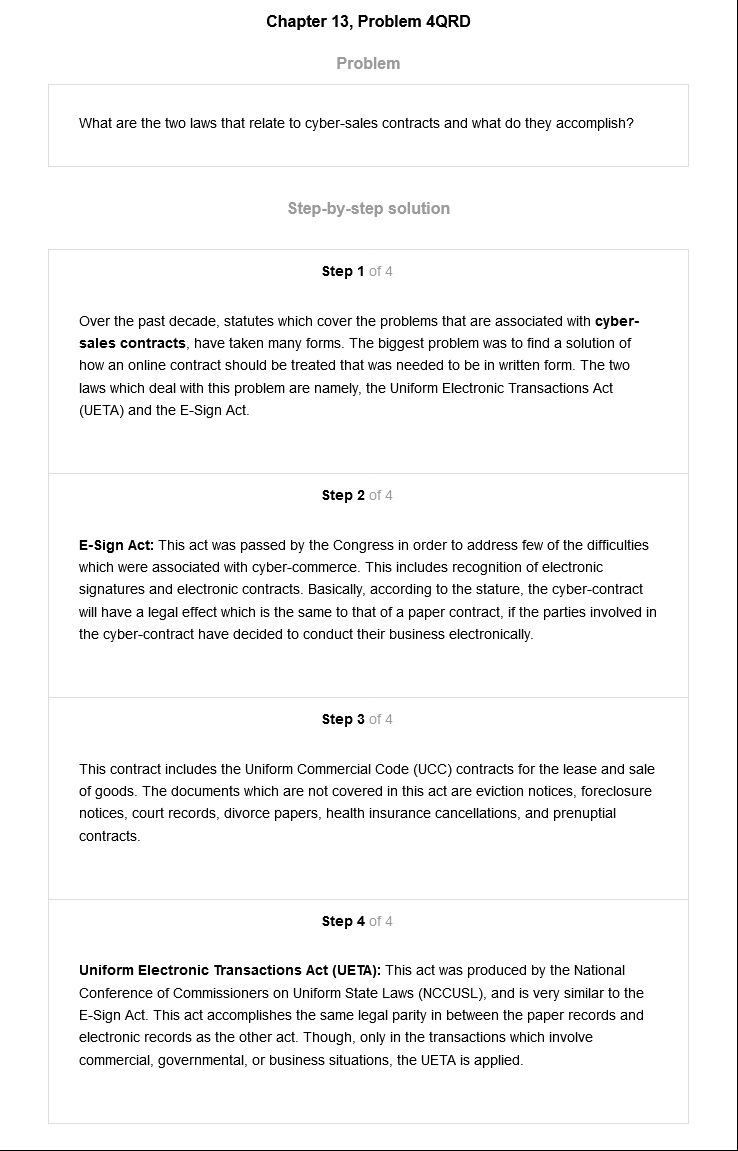 Chapter 13, Problem 4QRD
Problem
What are the two laws that relate to cyber-sales contracts and what do they accomplish?
Step-by-step solution
Step 1 of 4
Over the past decade, statutes which cover the problems that are associated with cyber-
sales contracts, have taken many forms. The biggest problem was to find a solution of
how an online contract should be treated that was needed to be in written form. The two
laws which deal with this problem are namely, the Uniform Electronic Transactions Act
(UETA) and the E-Sign Act.
Step 2 of 4
E-Sign Act: This act was passed by the Congress in order to address few of the difficulties
which were associated with cyber-commerce. This includes recognition of electronic
signatures and electronic contracts. Basically, according to the stature, the cyber-contract
will have a legal effect which is the same to that of a paper contract, if the parties involved in
the cyber-contract have decided to conduct their business electronically.
Step 3 of 4
This contract includes the Uniform Commercial Code (UCC) contracts for the lease and sale
of goods. The documents which are not covered in this act are eviction notices, foreclosure
notices, court records, divorce papers, health insurance cancellations, and prenuptial
contracts.
Step 4 of 4
Uniform Electronic Transactions Act (UETA): This act was produced by the National
Conference of Commissioners on Uniform State Laws (NCCUSL), and is very similar to the
E-Sign Act. This act accomplishes the same legal parity in between the paper records and
electronic records as the other act. Though, only in the transactions which involve
commercial, governmental, or business situations, the UETA is applied.